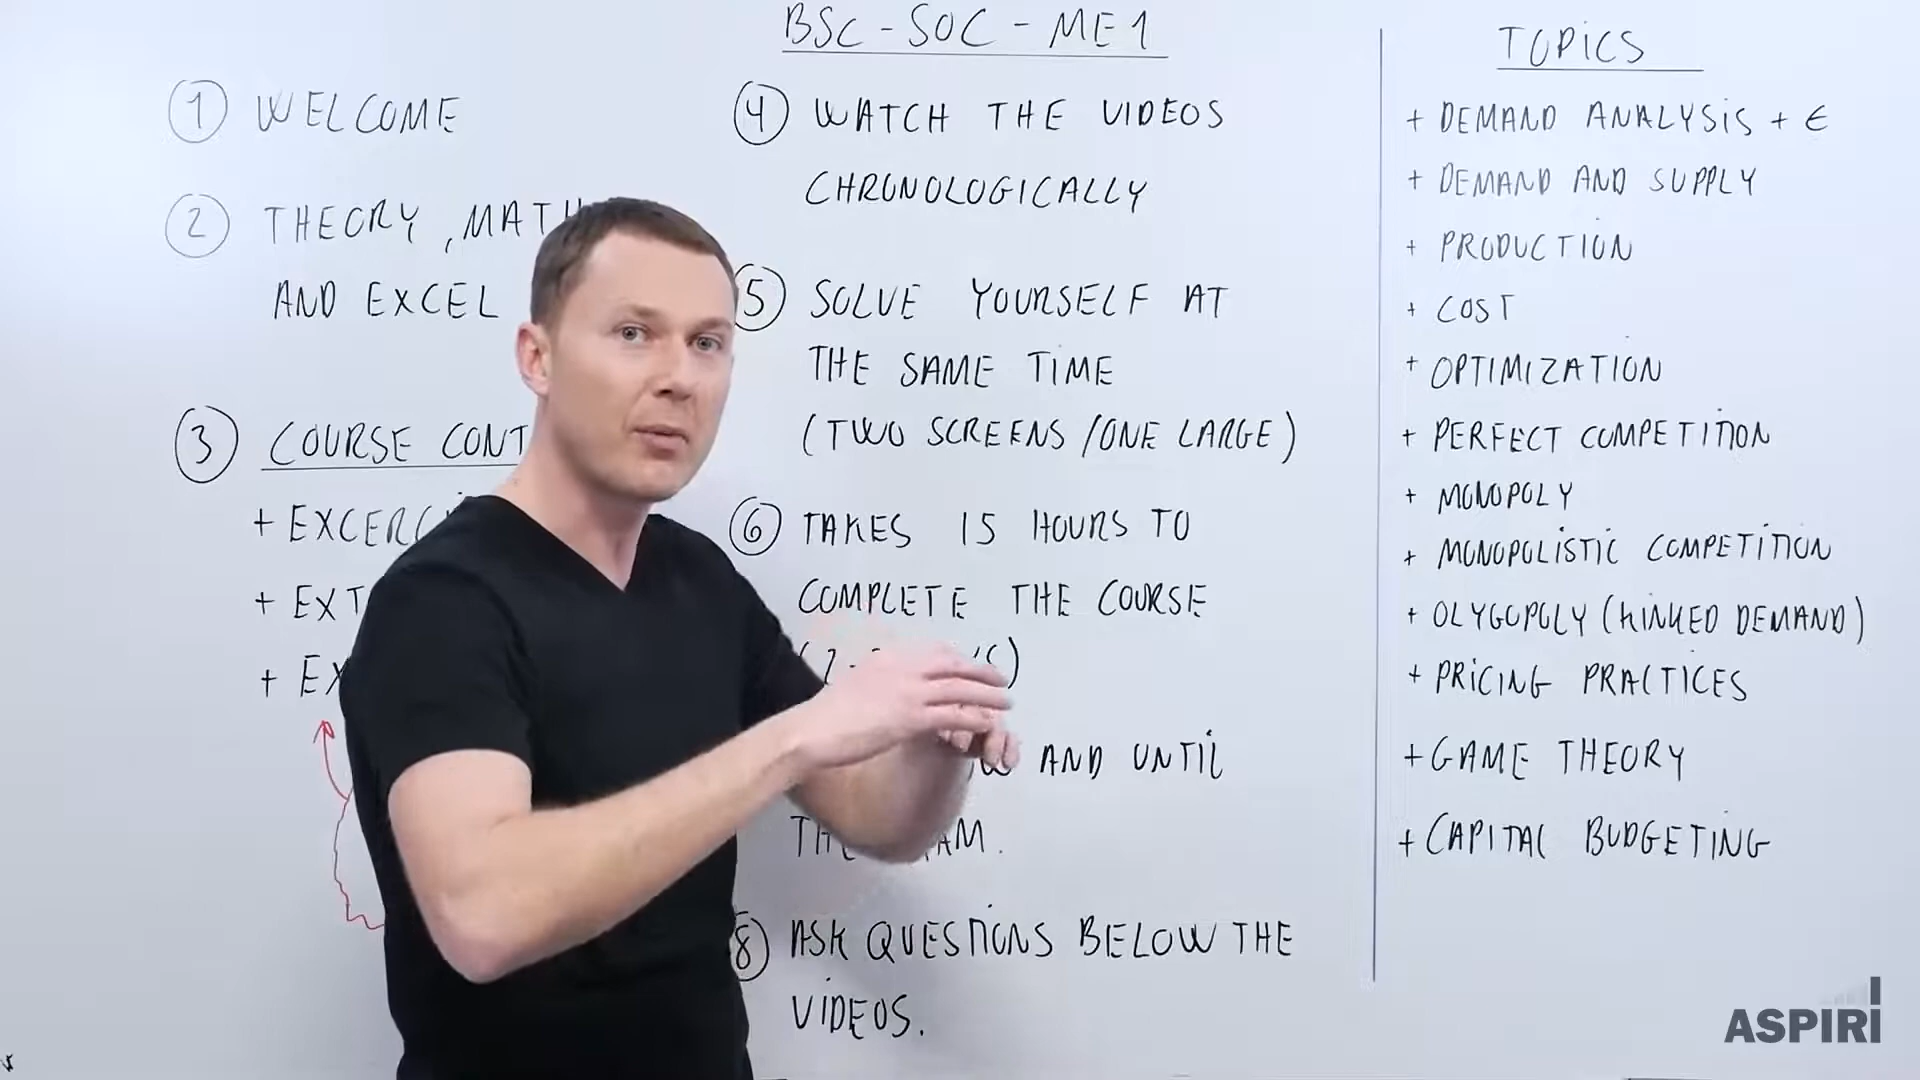 BSC-SOC-ME1
1 WELCOME
2 THEORY, MATH
AND EXCEL
3 COURSE CONT
+ EXCERCI
+ EXT
+ EX
4 WATCH THE VIDEOS
CHRONOLOGICALLY
5 SOLVE YOURSELF AT
THE SAME TIME
(TWO SCREENS/ONE LARGE)
6 TAKES 15 HOURS TO
COMPLETE THE COURSE
AND UNTIL
8 ASK QUESTIONS BELOW THE
VIDEOS.
TOPICS
+ DEMAND ANALYSIS + €
+ DEMAND AND SUPPLY
+ PRODUCTION
+ COST
+ OPTIMIZATION
+ PERFECT COMPETITION
+ MONOPOLY
+ MONOPOLISTIC COMPETITION
+ OLYGOPOLY (KINKED DEMAND)
+ PRICING PRACTICES
+ GAME THEORY
+ CAPITAL BUDGETING
ASPIRI